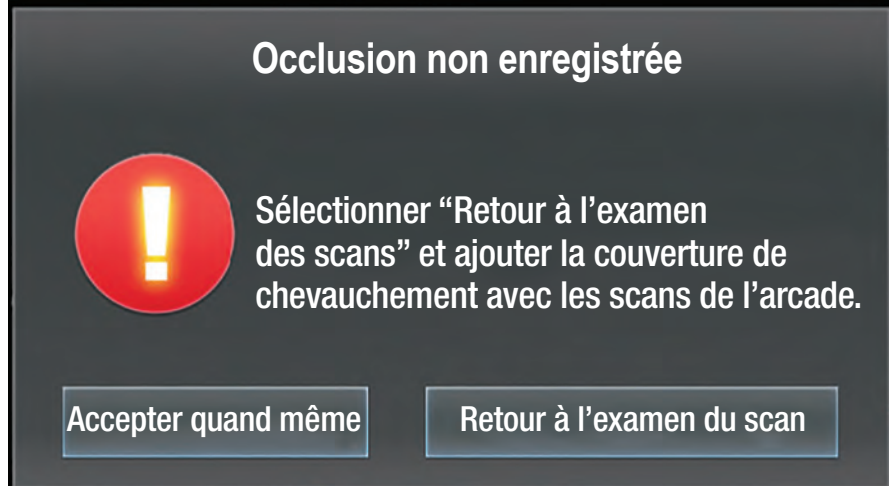 Occlusion non enregistrée
!
Sélectionner “Retour à l’examen
des scans” et ajouter la couverture de
chevauchement avec les scans de l’arcade.
Accepter quand même
Retour à l’examen du scan